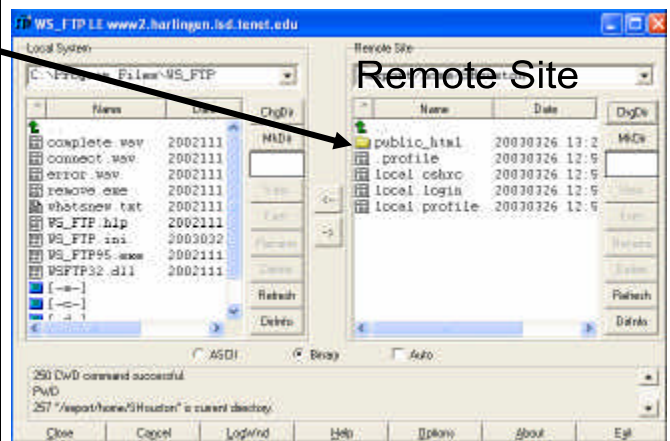 WS_FTP LE www2.harlingen.isd.tenet.edu
Local System
Remote Site
C:\Program Files\WS_FTP
Remote Site
Name
Date
ChgDir
MkDir
complete.wav 2002111
connect.wav 2002111
error.wav 2002111
remove.exe 2002111
whatsnew.txt 2002111
WS_FTP.hlp 2002111
WS_FTP.ini 2003032
WS_FTP95.exe 2002111
WSFTP32.dll 2002111
[-a-]
[-c-]
View
Exec
Rename
Delete
Refresh
DirInfo
<-
->
Name Date
ChgDir
MkDir
public_html 20030326 13:2
.profile 20030326 12:5
local.cshrc 20030326 12:5
local.login 20030326 12:5
local.profile 20030326 12:5
View
Exec
Rename
Delete
Refresh
DirInfo
ASCII Binary Auto
250 CWD command successful.
PWD
257 "/export/home/SHouston" is current directory.
Close Cancel LogWnd Help Options About Exit